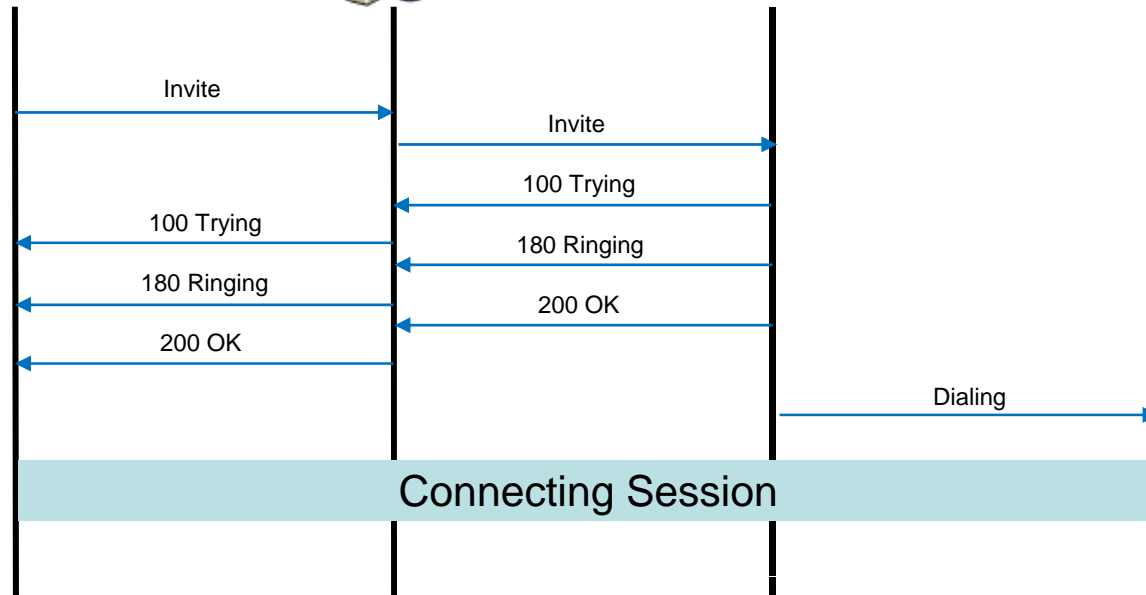 Invite
Invite
100 Trying
100 Trying
180 Ringing
180 Ringing
200 OK
200 OK
Dialing
Connecting Session